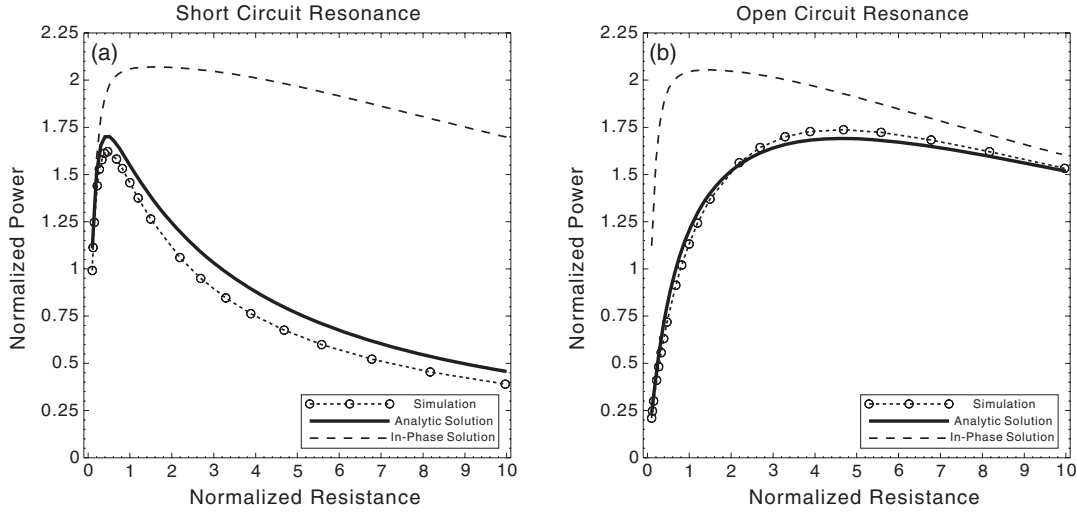 Short Circuit Resonance
(a)
2.25
2
1.75
1.5
1.25
1
0.75
0.5
0.25
0
Normalized Power
Simulation
Analytic Solution
In-Phase Solution
0 1 2 3 4 5 6 7 8 9 10
Normalized Resistance
Open Circuit Resonance
(b)
2.25
2
1.75
1.5
1.25
1
0.75
0.5
0.25
0
Normalized Power
Simulation
Analytic Solution
In-Phase Solution
0 1 2 3 4 5 6 7 8 9 10
Normalized Resistance